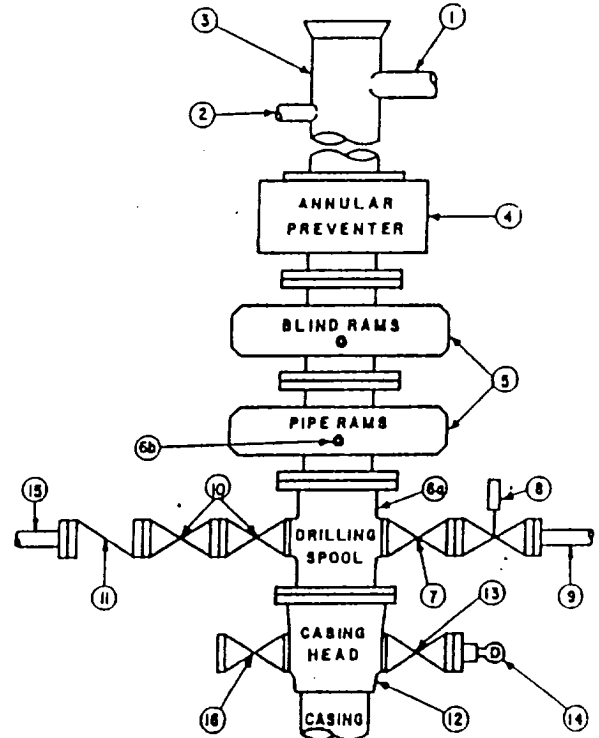 1
3
2
ANNULAR
PREVENTER
4
BLIND RAMS
5
PIPE RAMS
6b
6a
8
15
10
DRILLING
SPOOL
11
7
9
13
CASING
HEAD
16
12
14
D
CASING